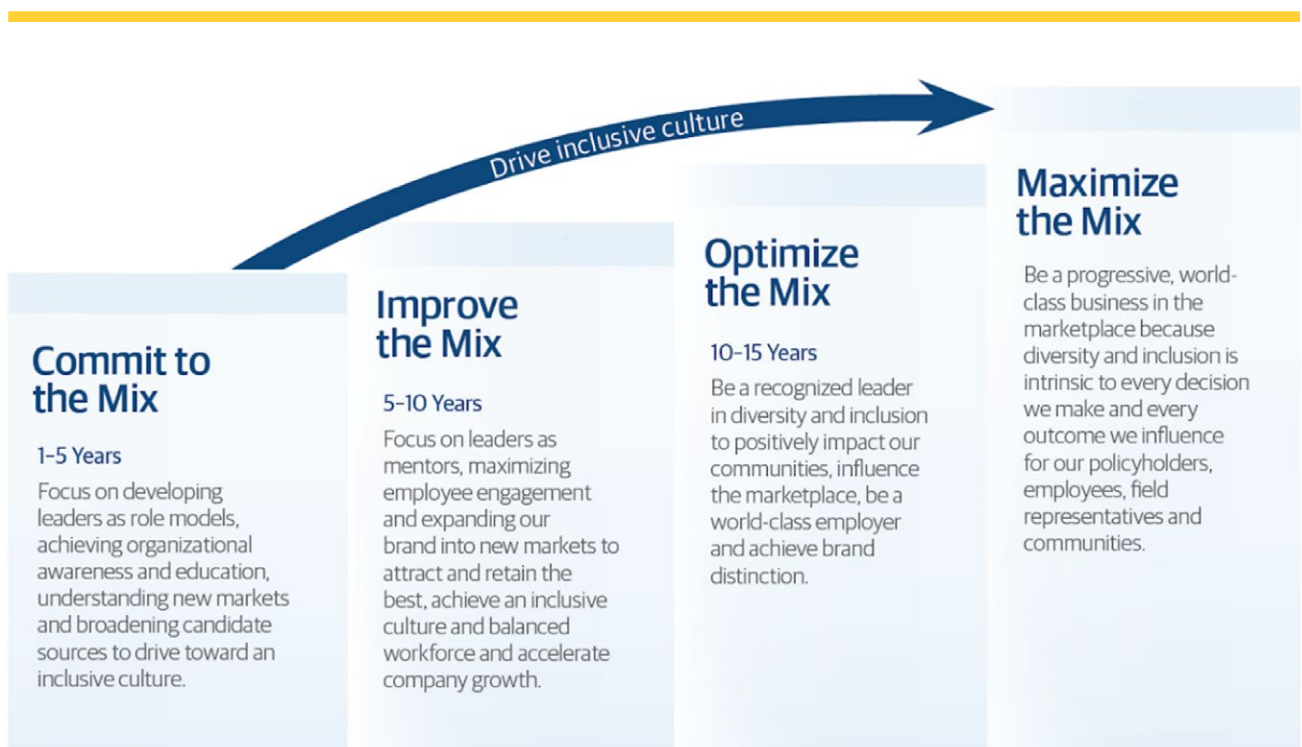 Drive inclusive culture
Commit to
the Mix
1-5 Years
Focus on developing
leaders as role models,
achieving organizational
awareness and education,
understanding new markets
and broadening candidate
sources to drive toward an
inclusive culture.
Improve
the Mix
5-10 Years
Focus on leaders as
mentors, maximizing
employee engagement
and expanding our
brand into new markets to
attract and retain the
best, achieve an inclusive
culture and balanced
workforce and accelerate
company growth.
Optimize
the Mix
10-15 Years
Be a recognized leader
in diversity and inclusion
to positively impact our
communities, influence
the marketplace, be a
world-class employer
and achieve brand
distinction.
Maximize
the Mix
Be a progressive, world-
class business in the
marketplace because
diversity and inclusion is
intrinsic to every decision
we make and every
outcome we influence
for our policyholders,
employees, field
representatives and
communities.